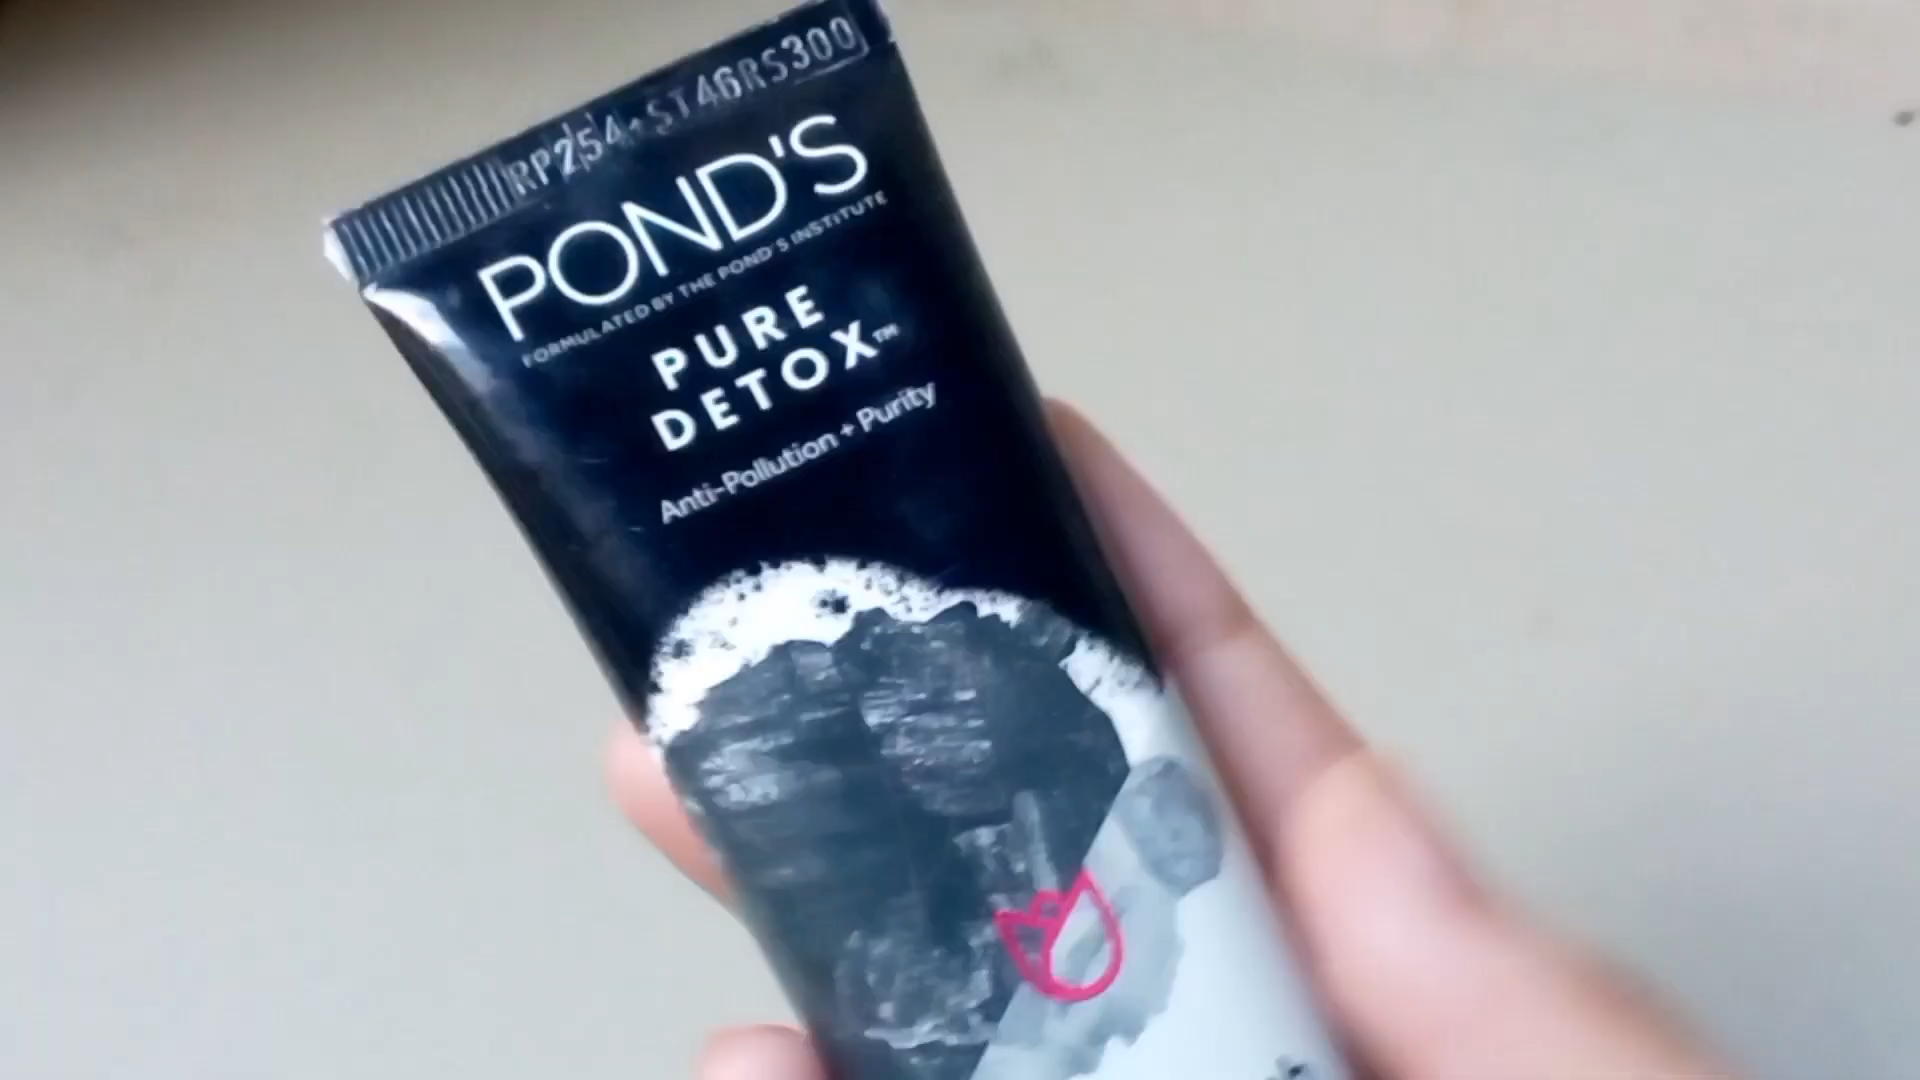 RP254+ST46RS300
POND'S
FORMULATED BY THE POND'S INSTITUTE
PURE
DETOX™
Anti-Pollution + Purity